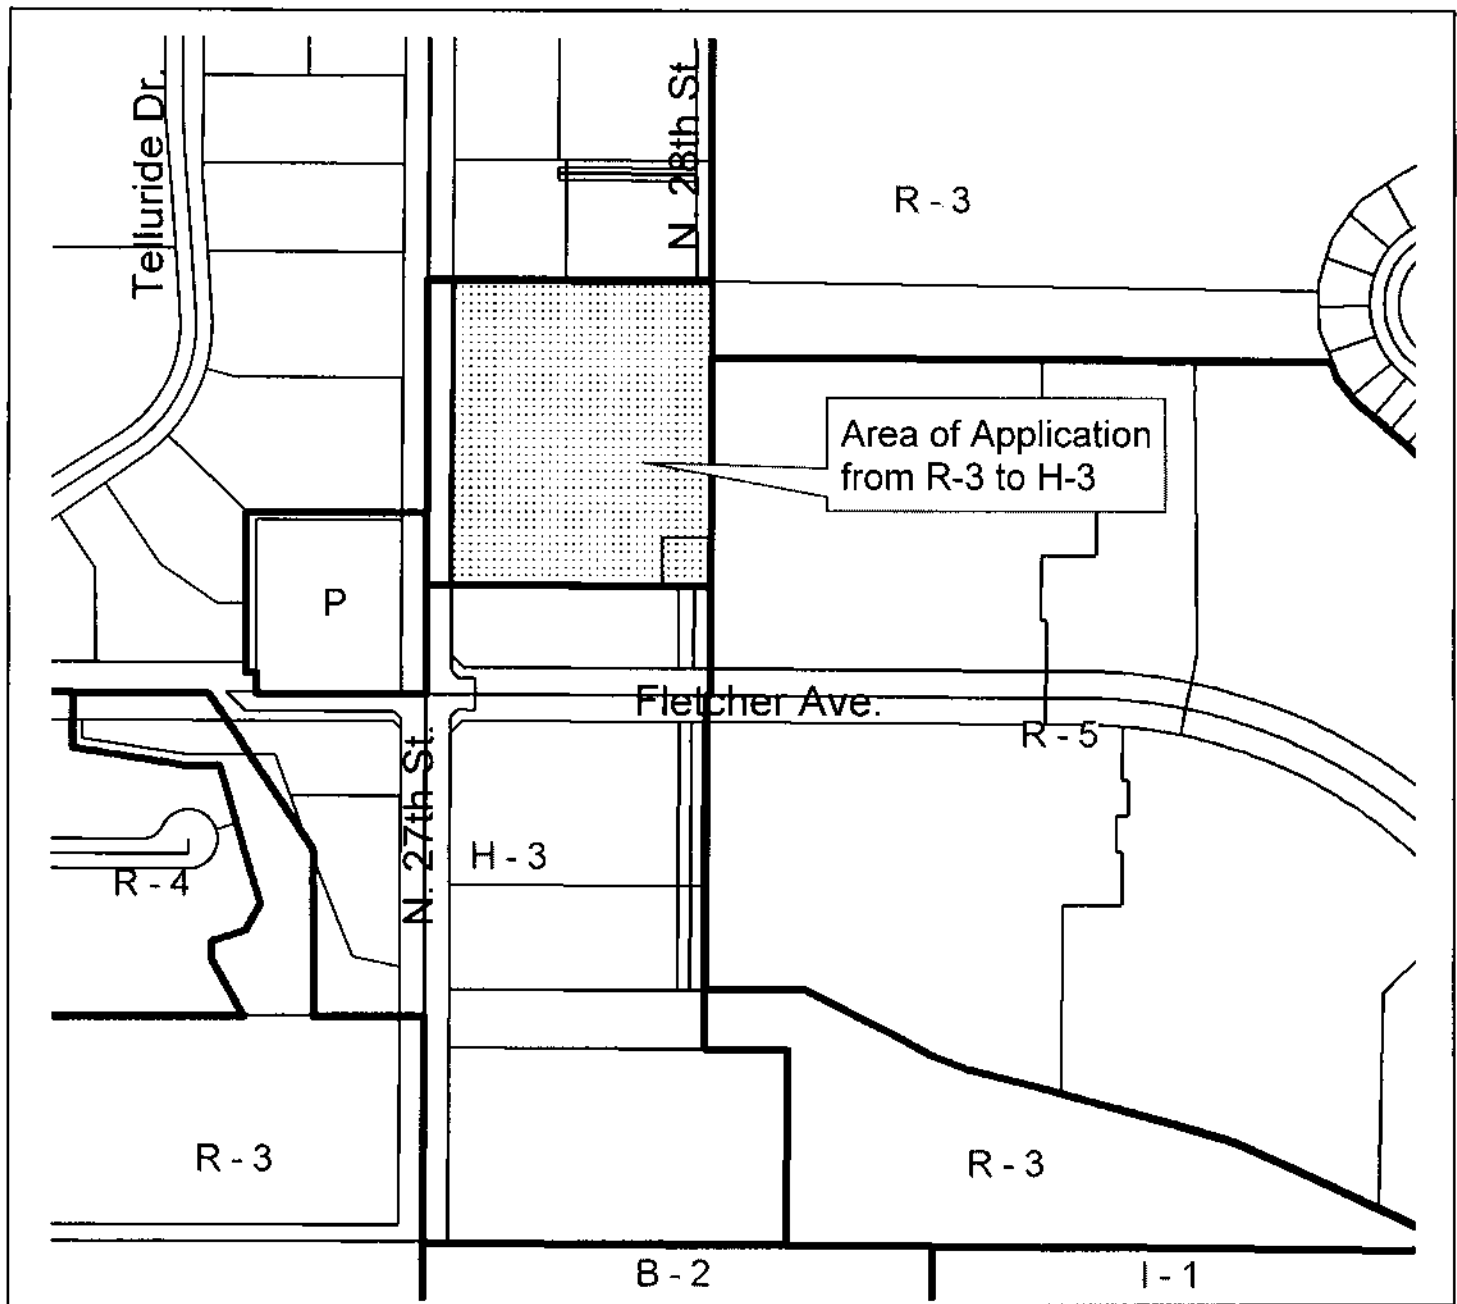 Telluride Dr.
N. 28th St.
R - 3
Area of Application
from R-3 to H-3
P
Fletcher Ave.
R - 5
N. 27th St.
H - 3
R - 4
R - 3
R - 3
B - 2
I - 1